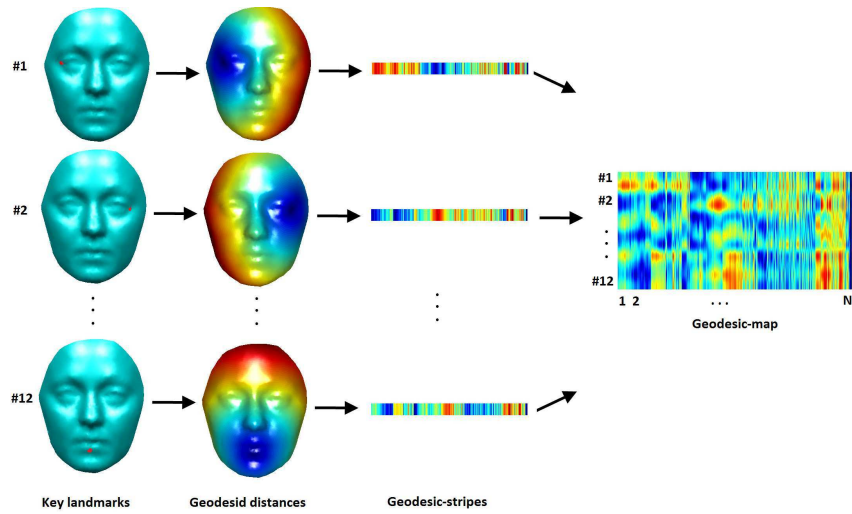 #1
#2
#12
#1
#2
.
.
.
#12
1 2 ... N
Geodesic-map
Key landmarks
Geodesid distances
Geodesic-stripes